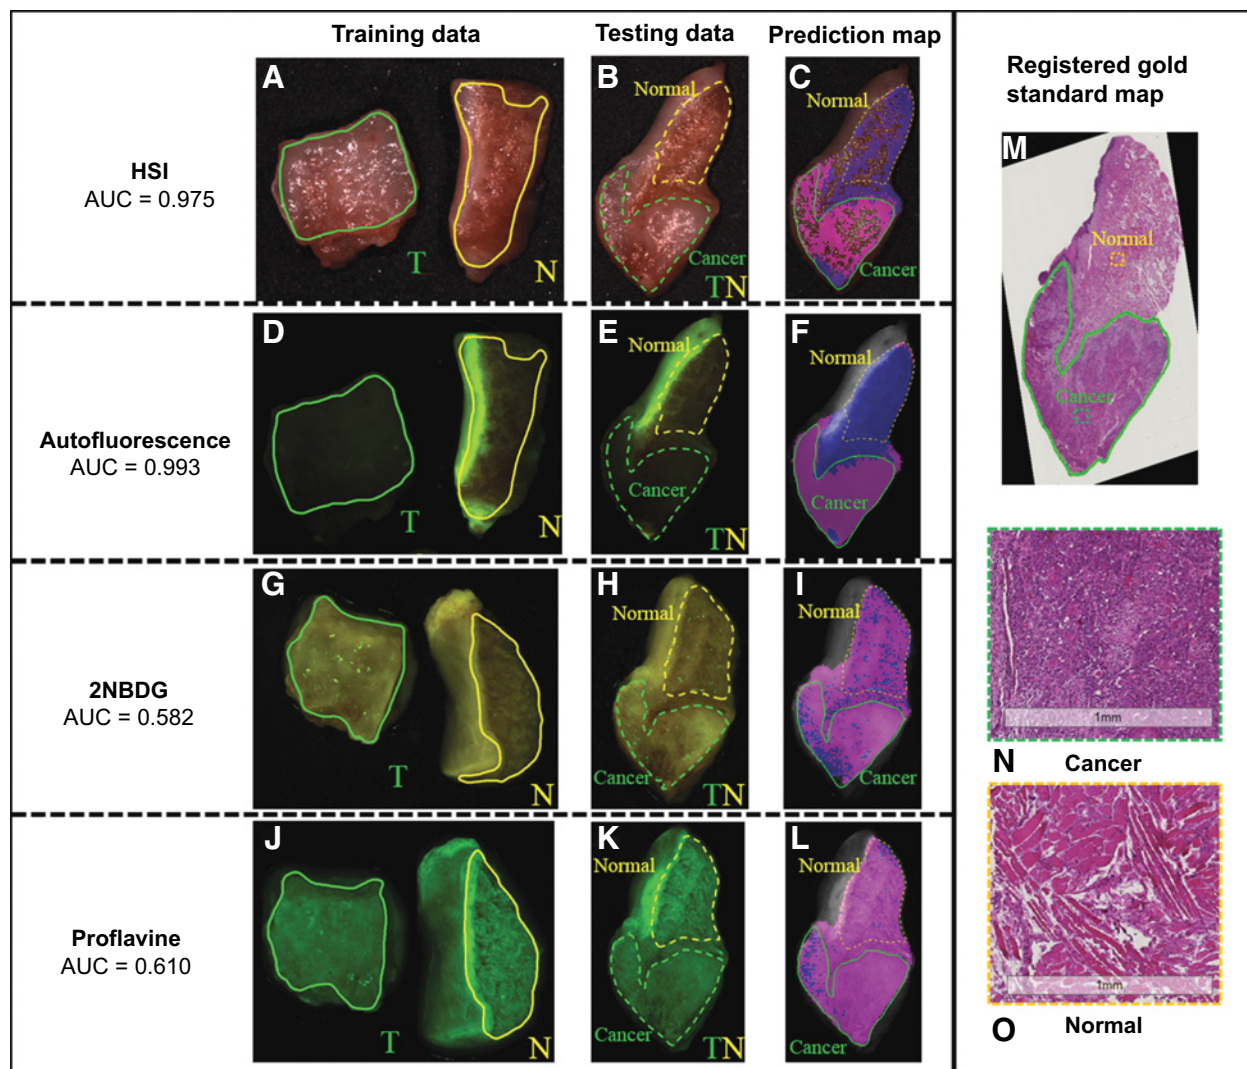 Training data
Testing data
Prediction map
Registered gold
standard map
HSI
AUC = 0.975
A
T
N
B
Normal
Cancer
TN
C
Normal
Cancer
M
Normal
Cancer
Autofluorescence
AUC = 0.993
D
T
N
E
Normal
Cancer
TN
F
Normal
Cancer
2NBDG
AUC = 0.582
G
T
N
H
Normal
Cancer
TN
I
Normal
Cancer
1mm
N
Cancer
Proflavine
AUC = 0.610
J
T
N
K
Normal
Cancer
TN
L
Normal
Cancer
1mm
O
Normal